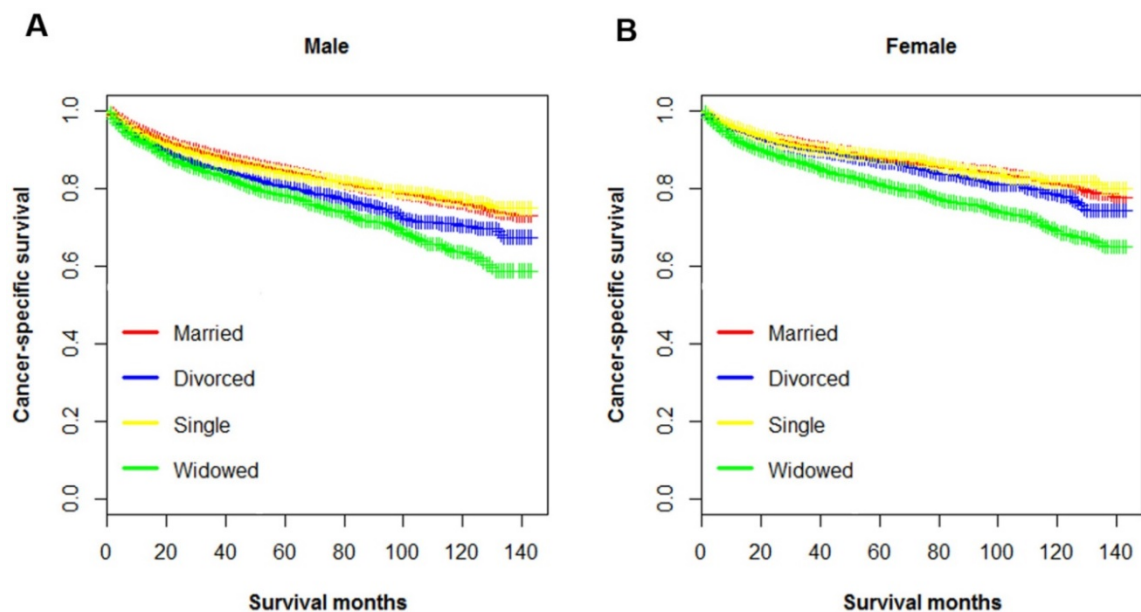 A
Male
Cancer-specific survival
1.0
0.8
0.6
0.4
0.2
0.0
Married
Divorced
Single
Widowed
0 20 40 60 80 100 120 140
Survival months
B
Female
Cancer-specific survival
1.0
0.8
0.6
0.4
0.2
0.0
Married
Divorced
Single
Widowed
0 20 40 60 80 100 120 140
Survival months